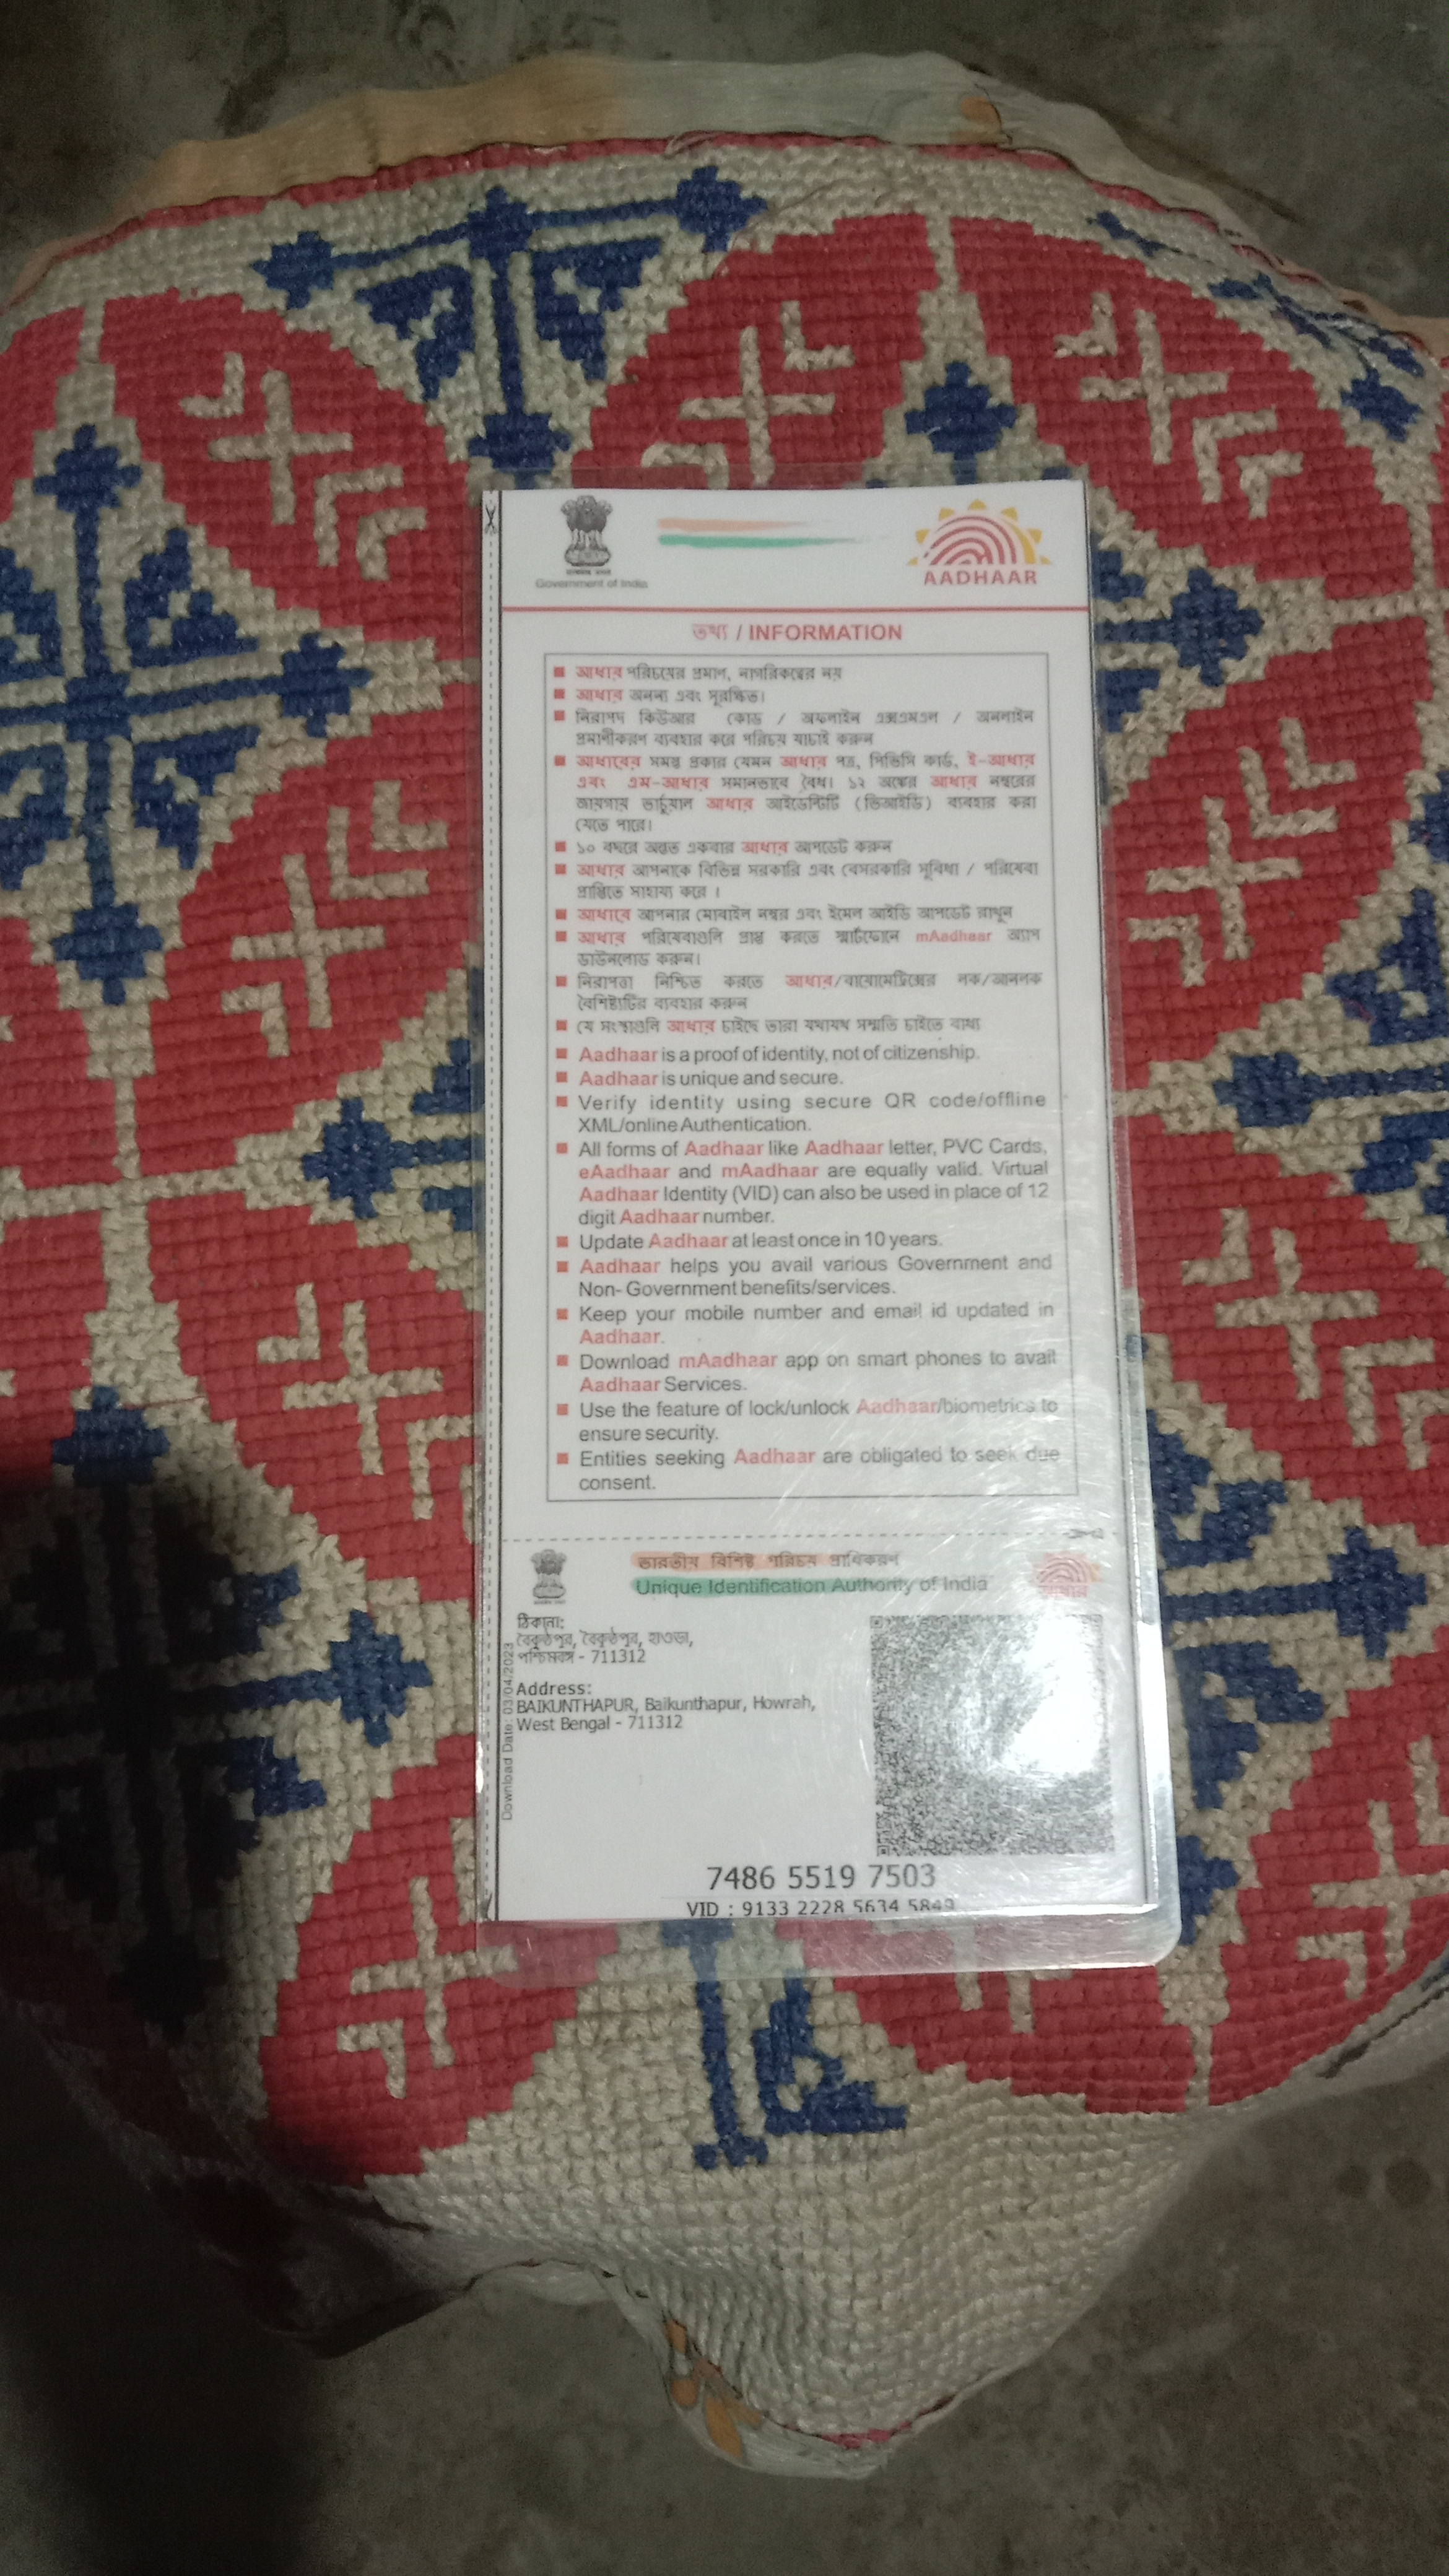 Government of India
AADHAAR
তথ্য / INFORMATION
আধার পরিচয়ের প্রমাণ, নাগরিকত্বের নয়
আধার অনন্য এবং সুরক্ষিত।
নিরাপদ কিউআর কোড / অফলাইন এক্সএমএল / অনলাইন
প্রমাণীকরণ ব্যবহার করে পরিচয় যাচাই করুন
আধারের সমস্ত প্রকার যেমন আধার পত্র, পিভিসি কার্ড, ই-আধার
এবং এম-আধার সমানভাবে বৈধ। ১২ অঙ্কের আধার নম্বরের
জায়গায় ভার্চুয়াল আধার আইডেন্টিটি (ভিআইডি) ব্যবহার করা
যেতে পারে।
১০ বছরে অন্তত একবার আধার আপডেট করুন
আধার আপনাকে বিভিন্ন সরকারি এবং বেসরকারি সুবিধা / পরিষেবা
প্রাপ্তিতে সাহায্য করে ।
আধারে আপনার মোবাইল নম্বর এবং ইমেল আইডি আপডেট রাখুন
আধার পরিষেবাগুলি প্রাপ্ত করতে স্মার্টফোনে mAadhaar অ্যাপ
ডাউনলোড করুন।
নিরাপত্তা নিশ্চিত করতে আধার/বায়োমেট্রিক্সের লক/আনলক
বৈশিষ্ট্যটির ব্যবহার করুন
যে সংস্থাগুলি আধার চাইছে তারা যথাযথ সম্মতি চাইতে বাধ্য
Aadhaar is a proof of identity, not of citizenship.
Aadhaar is unique and secure.
Verify identity using secure QR code/offline
XML/online Authentication.
All forms of Aadhaar like Aadhaar letter, PVC Cards,
eAadhaar and mAadhaar are equally valid. Virtual
Aadhaar Identity (VID) can also be used in place of 12
digit Aadhaar number.
Update Aadhaar at least once in 10 years.
Aadhaar helps you avail various Government and
Non- Government benefits/services.
Keep your mobile number and email id updated in
Aadhaar.
Download mAadhaar app on smart phones to avail
Aadhaar Services.
Use the feature of lock/unlock Aadhaar/biometrics to
ensure security.
Entities seeking Aadhaar are obligated to seek due
consent.
ভারতীয় বিশিষ্ট পরিচয় প্রাধিকরণ
Unique Identification Authority of India
ঠিকানা:
বৈকুন্ঠপুর, বৈকুন্ঠপুর, হাওড়া,
পশ্চিমবঙ্গ - 711312
Address:
BAIKUNTHAPUR, Baikunthapur, Howrah,
West Bengal - 711312
Download Date: 03/04/2023
7486 5519 7503
VID : 9133 2228 5634 5849